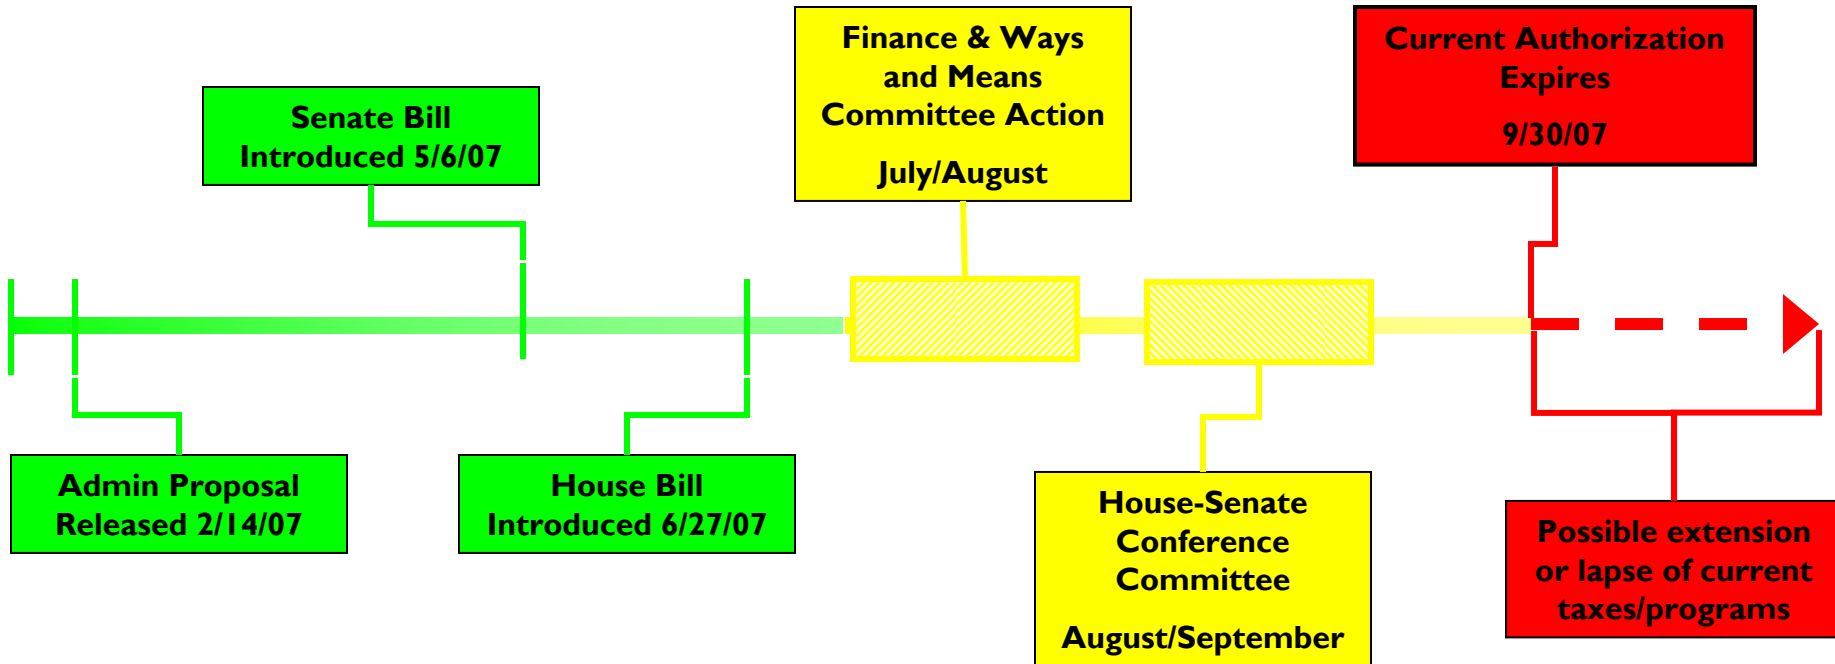 Finance & Ways
and Means
Committee Action
July/August
Current Authorization
Expires
9/30/07
Senate Bill
Introduced 5/6/07
Admin Proposal
Released 2/14/07
House Bill
Introduced 6/27/07
House-Senate
Conference
Committee
August/September
Possible extension
or lapse of current
taxes/programs